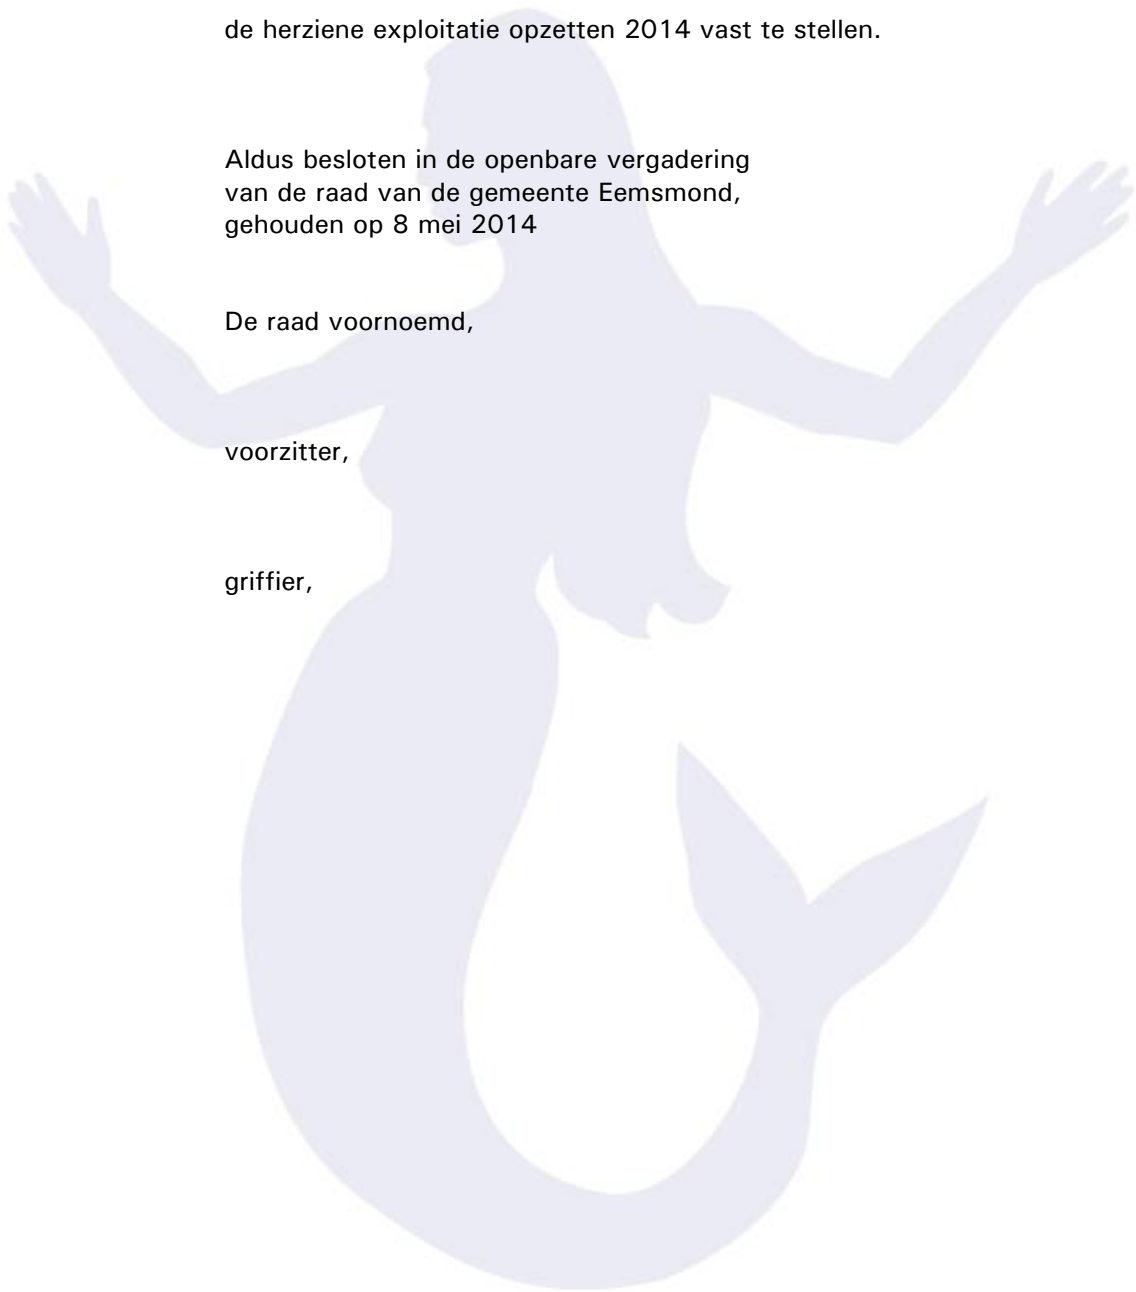 de herziene exploitatie opzetten 2014 vast te stellen.
Aldus besloten in de openbare vergadering
van de raad van de gemeente Eemsmond,
gehouden op 8 mei 2014
De raad voornoemd,
voorzitter,
griffier,